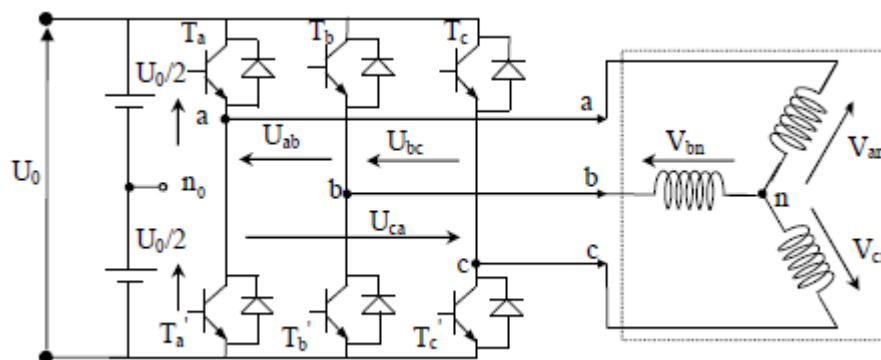 Ta Tb Tc
U0/2
a a
Uab Ubc Vbn Van
U0 n0 b b n
U0/2 Uca Vc
c c
Ta' Tb' Tc'